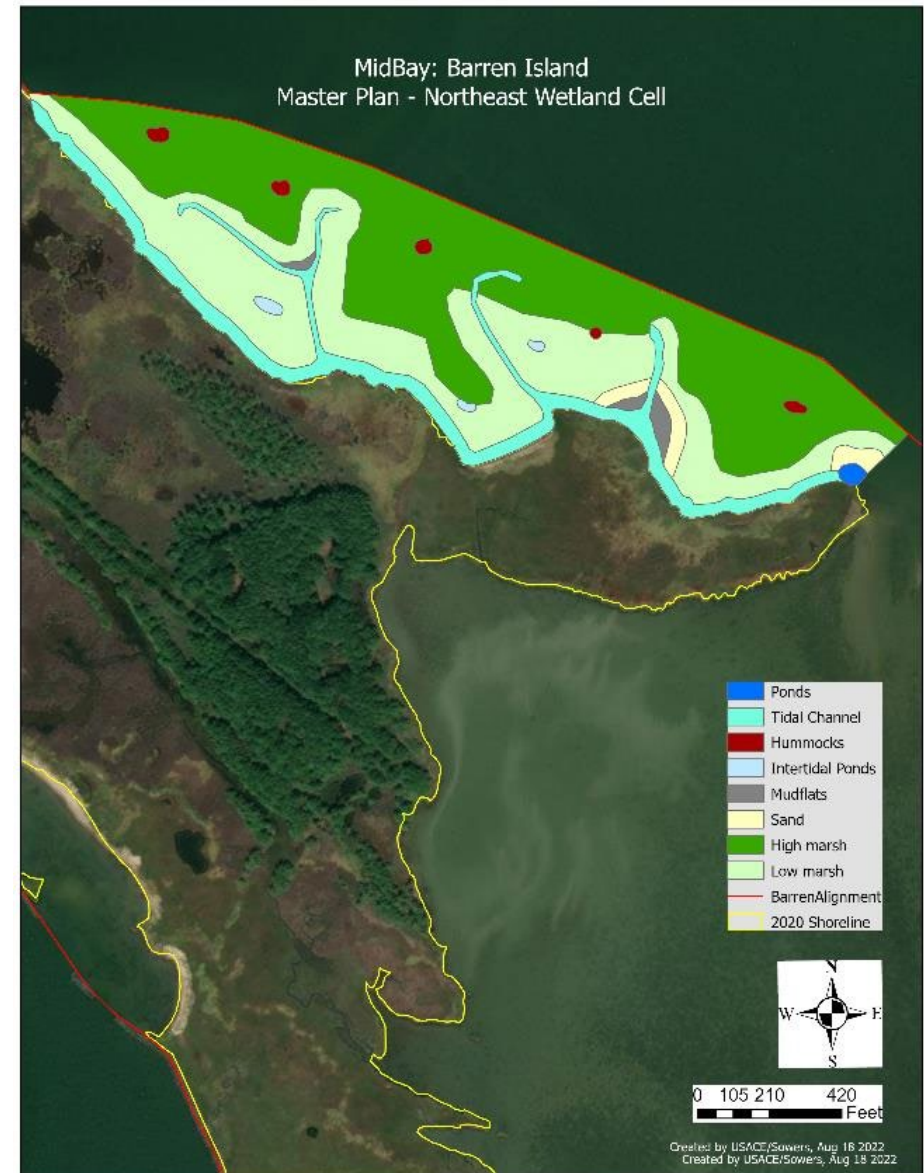 MidBay: Barren Island
Master Plan - Northeast Wetland Cell
Ponds
Tidal Channel
Hummocks
Intertidal Ponds
Mudflats
Sand
High marsh
Low marsh
BarrenAlignment
2020 Shoreline
N
W E
S
0 105 210 420
Feet
Created by USACE/Sowers, Aug 18 2022
Created by USACE/Sowers, Aug 18 2022